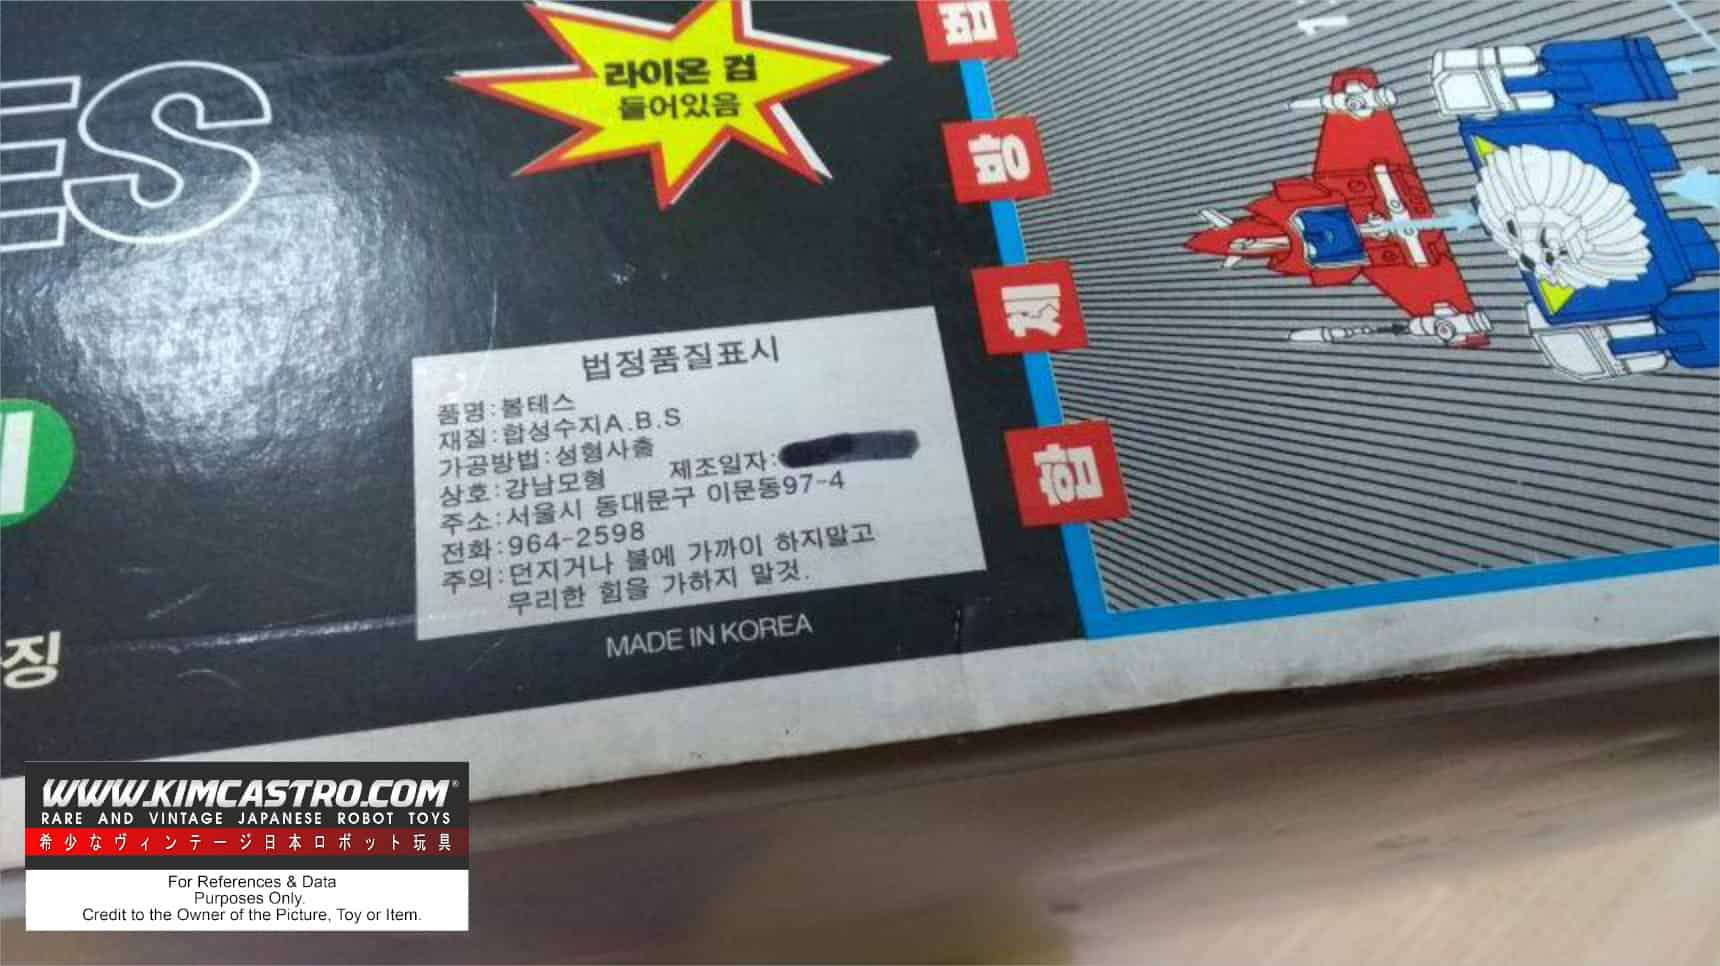 ES
라이온 검
들어있음
법
방
체
합
법정품질표시
품명:볼테스
재질:합성수지A.B.S
가공방법:성형사출
상호:강남모형 제조일자:
주소:서울시 동대문구 이문동97-4
전화:964-2598
주의:던지거나 불에 가까이 하지말고
무리한 힘을 가하지 말것.
MADE IN KOREA
징
WWW.KIMCASTRO.COM®
RARE AND VINTAGE JAPANESE ROBOT TOYS
希少なヴィンテージ日本ロボット玩具
For References & Data
Purposes Only.
Credit to the Owner of the Picture, Toy or Item.